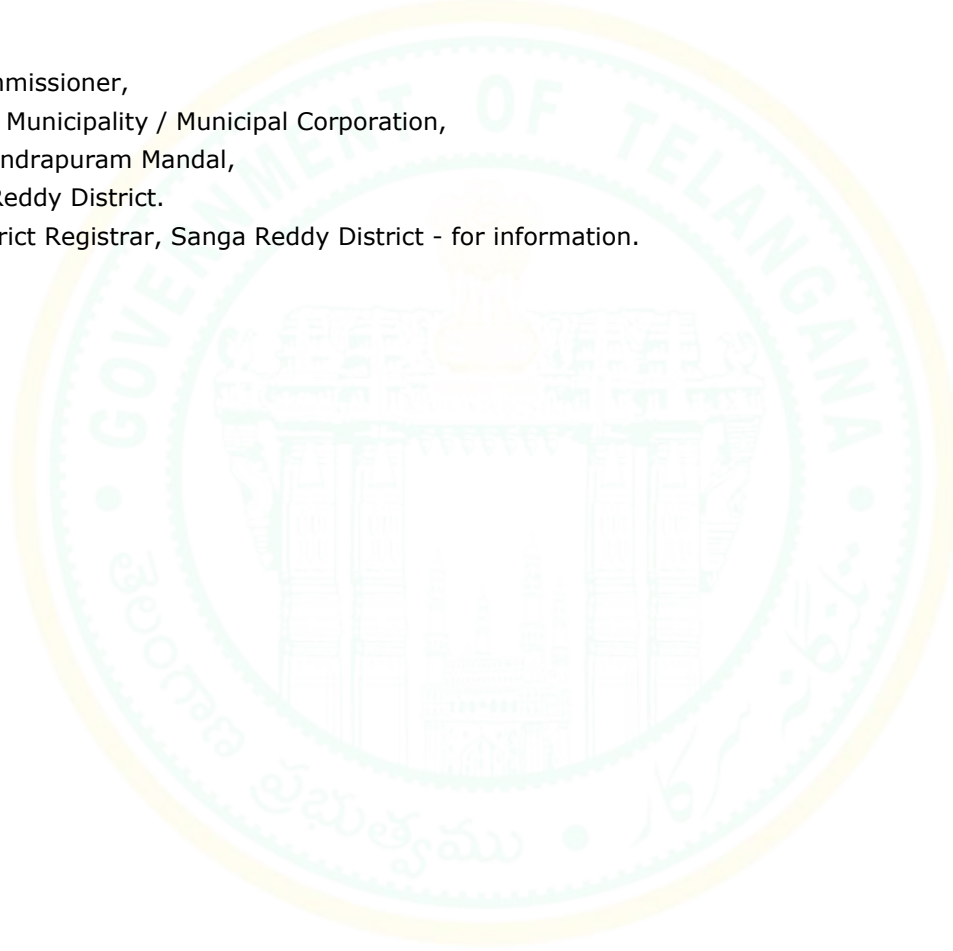 mmissioner,
Municipality / Municipal Corporation,
ndrapuram Mandal,
Reddy District.
rict Registrar, Sanga Reddy District - for information.
GOVERNMENT OF TELANGANA
తెలంగాణ ప్రభుత్వము